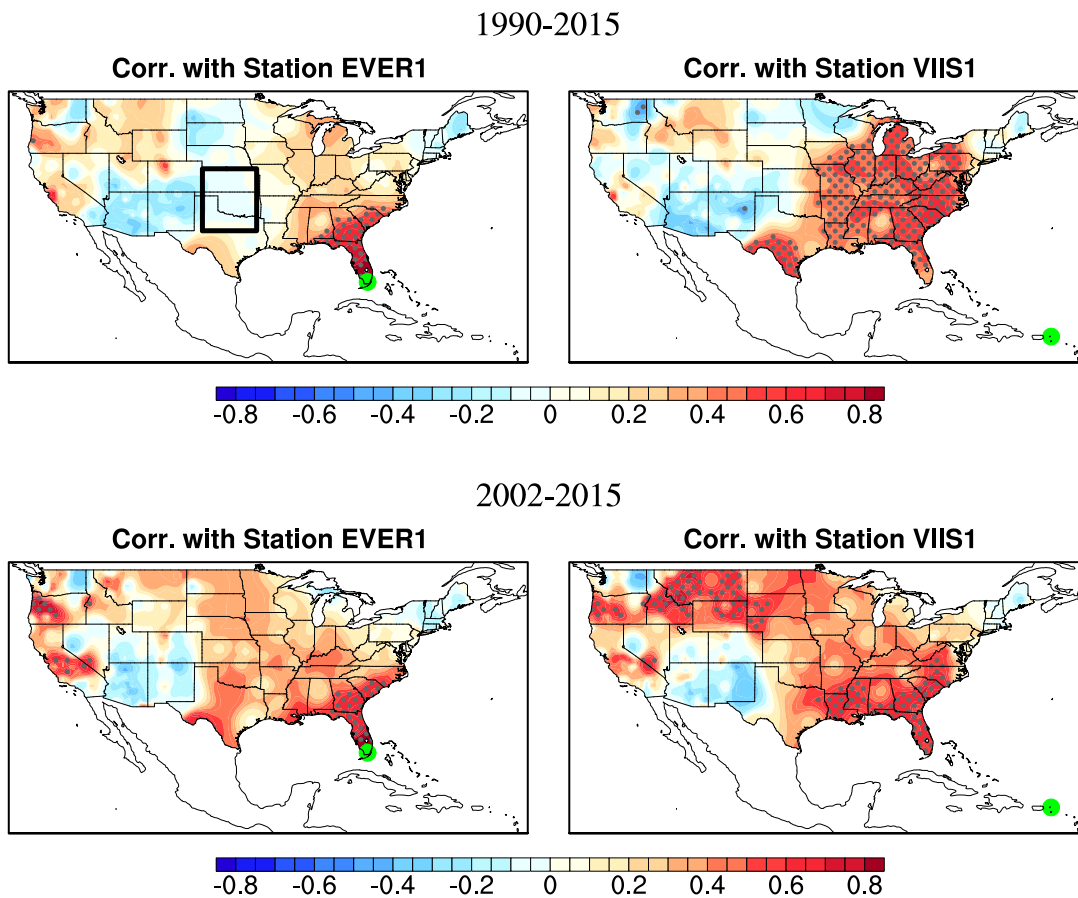 1990-2015
Corr. with Station EVER1
Corr. with Station VIIS1
-0.8 -0.6 -0.4 -0.2 0 0.2 0.4 0.6 0.8
2002-2015
Corr. with Station EVER1
Corr. with Station VIIS1
-0.8 -0.6 -0.4 -0.2 0 0.2 0.4 0.6 0.8